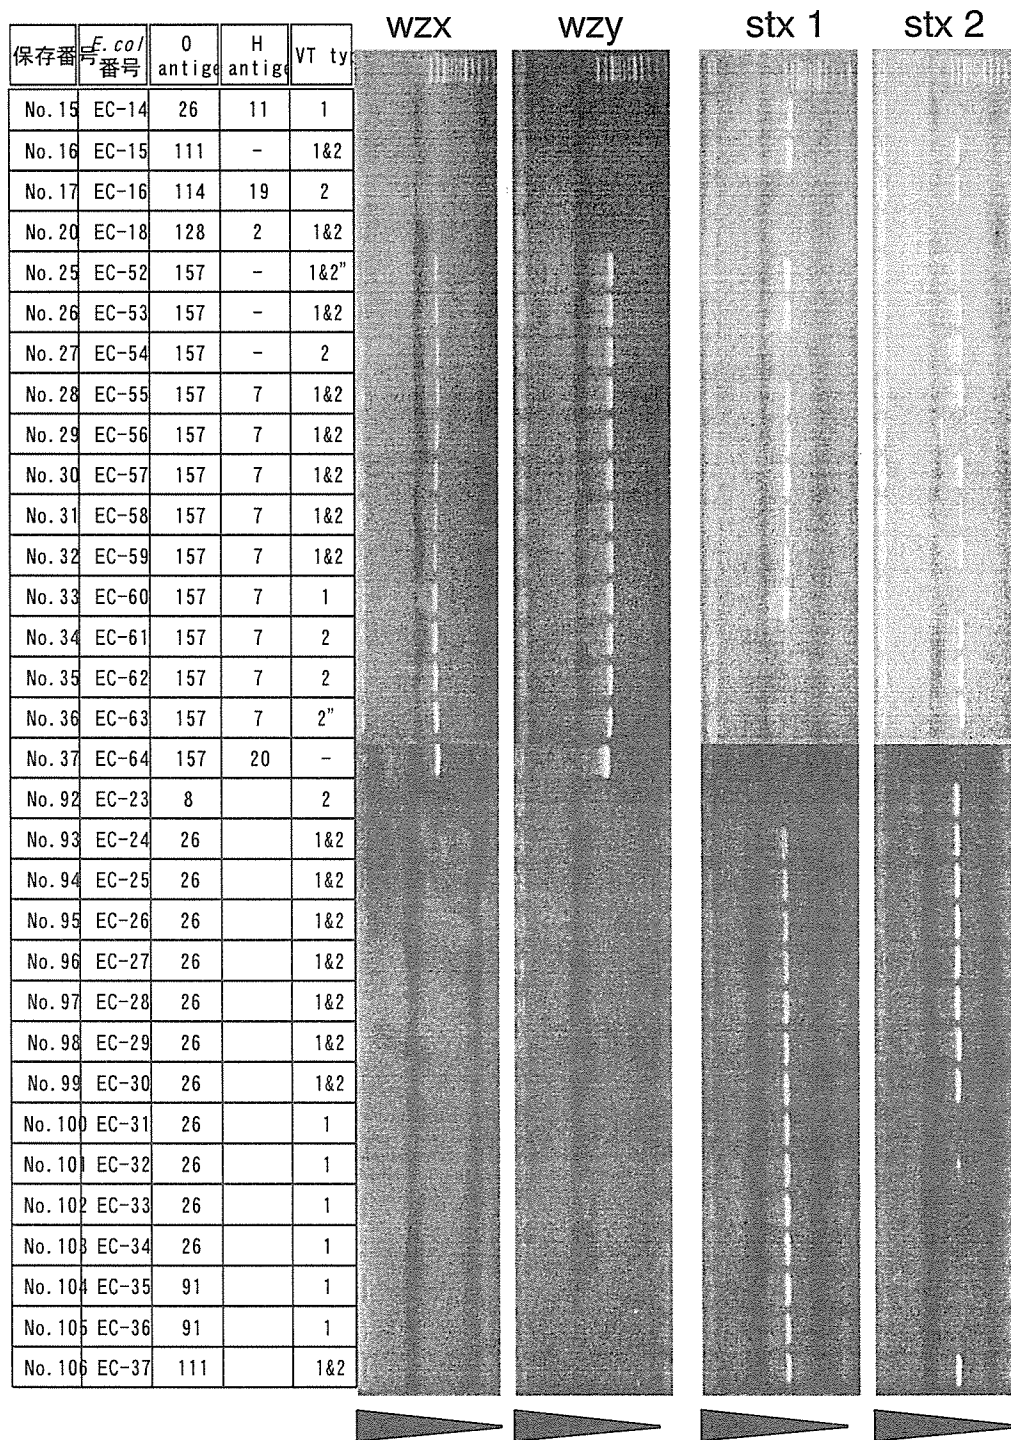 wzx wzy stx 1 stx 2
保存番号 E. col 番号 O antige H antige VT ty
No. 15 EC-14 26 11 1
No. 16 EC-15 111 - 1&2
No. 17 EC-16 114 19 2
No. 20 EC-18 128 2 1&2
No. 25 EC-52 157 - 1&2"
No. 26 EC-53 157 - 1&2
No. 27 EC-54 157 - 2
No. 28 EC-55 157 7 1&2
No. 29 EC-56 157 7 1&2
No. 30 EC-57 157 7 1&2
No. 31 EC-58 157 7 1&2
No. 32 EC-59 157 7 1&2
No. 33 EC-60 157 7 1
No. 34 EC-61 157 7 2
No. 35 EC-62 157 7 2
No. 36 EC-63 157 7 2"
No. 37 EC-64 157 20 -
No. 92 EC-23 8 2
No. 93 EC-24 26 1&2
No. 94 EC-25 26 1&2
No. 95 EC-26 26 1&2
No. 96 EC-27 26 1&2
No. 97 EC-28 26 1&2
No. 98 EC-29 26 1&2
No. 99 EC-30 26 1&2
No. 100 EC-31 26 1
No. 101 EC-32 26 1
No. 102 EC-33 26 1
No. 103 EC-34 26 1
No. 104 EC-35 91 1
No. 105 EC-36 91 1
No. 106 EC-37 111 1&2